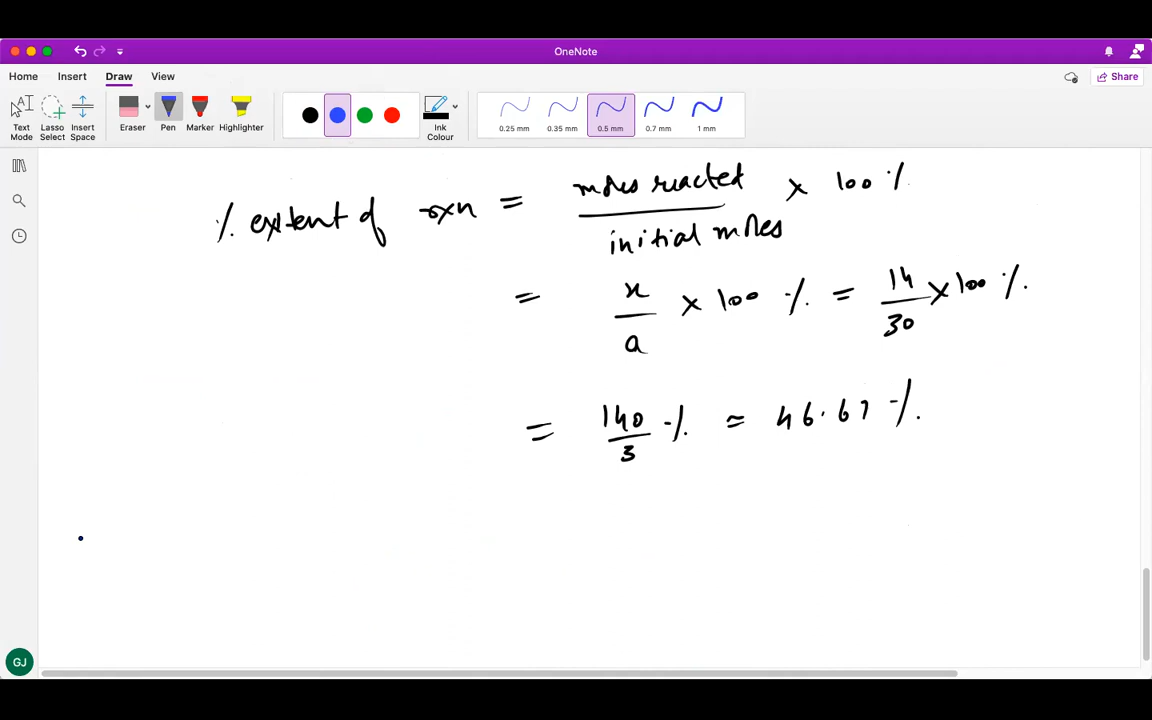 OneNote
Home Insert Draw View
Share
Text Mode
Lasso Select
Insert Space
Eraser
Pen
Marker
Highlighter
Ink Colour
0.25 mm
0.35 mm
0.5 mm
0.7 mm
1 mm
% extent of rxn = moles reacted / initial moles × 100 %
= x / a × 100 % = 14 / 30 × 100 %
= 140 / 3 % ≈ 46.67 %
GJ